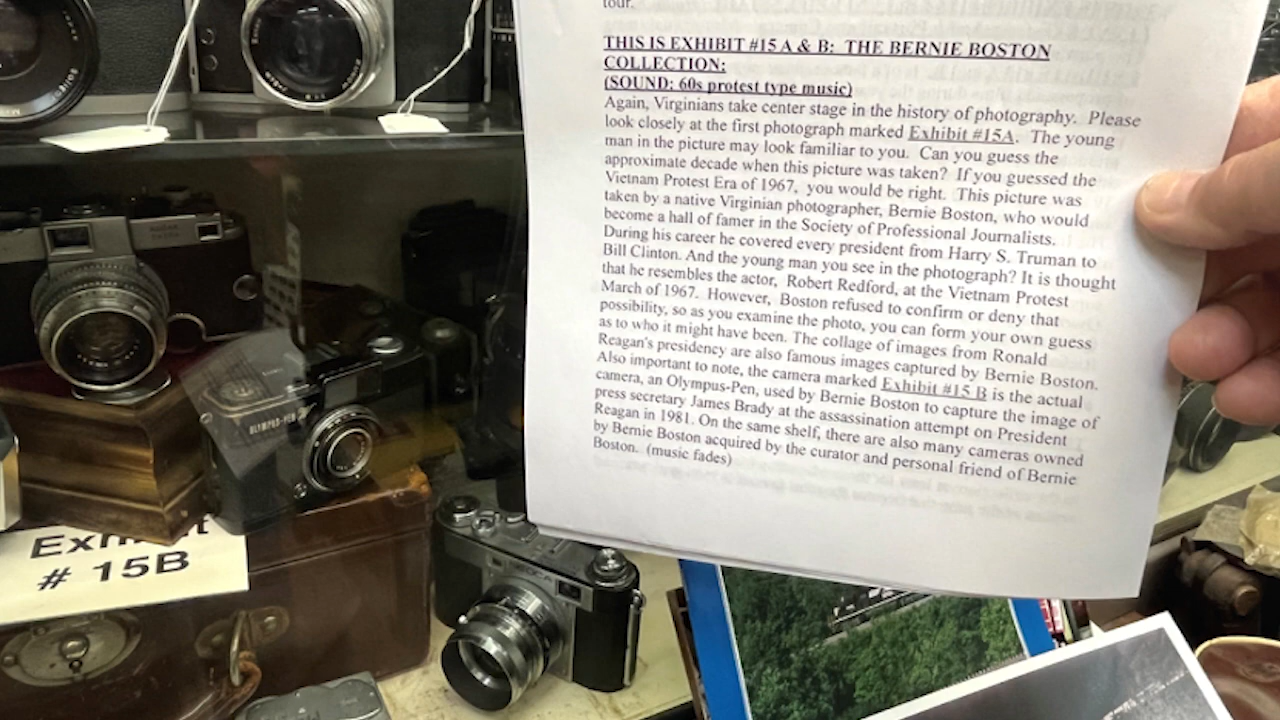 tour.
THIS IS EXHIBIT #15 A & B: THE BERNIE BOSTON
COLLECTION:
(SOUND: 60s protest type music)
Again, Virginians take center stage in the history of photography. Please
look closely at the first photograph marked Exhibit #15A. The young
man in the picture may look familiar to you. Can you guess the
approximate decade when this picture was taken? If you guessed the
Vietnam Protest Era of 1967, you would be right. This picture was
taken by a native Virginian photographer, Bernie Boston, who would
become a hall of famer in the Society of Professional Journalists.
During his career he covered every president from Harry S. Truman to
Bill Clinton. And the young man you see in the photograph? It is thought
that he resembles the actor, Robert Redford, at the Vietnam Protest
March of 1967. However, Boston refused to confirm or deny that
possibility, so as you examine the photo, you can form your own guess
as to who it might have been. The collage of images from Ronald
Reagan's presidency are also famous images captured by Bernie Boston.
Also important to note, the camera marked Exhibit #15 B is the actual
camera, an Olympus-Pen, used by Bernie Boston to capture the image of
press secretary James Brady at the assassination attempt on President
Reagan in 1981. On the same shelf, there are also many cameras owned
by Bernie Boston acquired by the curator and personal friend of Bernie
Boston. (music fades)
OLYMPUS-PEN
# 15B